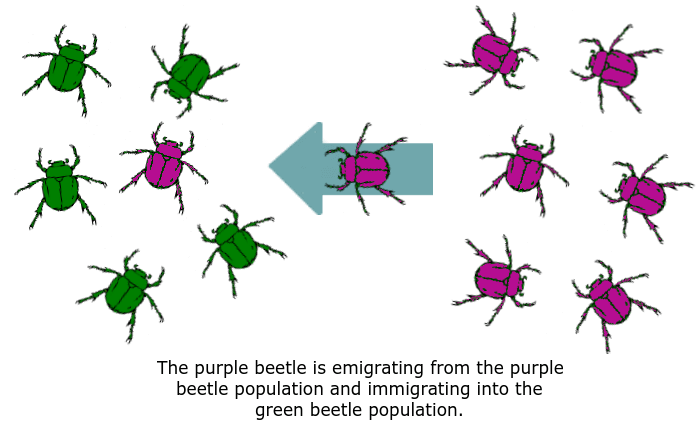 The purple beetle is emigrating from the purple
beetle population and immigrating into the
green beetle population.